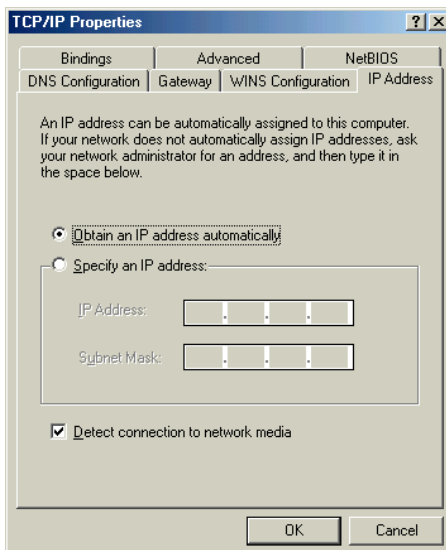 TCP/IP Properties
Bindings Advanced NetBIOS
DNS Configuration Gateway WINS Configuration IP Address
An IP address can be automatically assigned to this computer.
If your network does not automatically assign IP addresses, ask
your network administrator for an address, and then type it in
the space below.
Obtain an IP address automatically
Specify an IP address:
IP Address:
Subnet Mask:
Detect connection to network media
OK Cancel